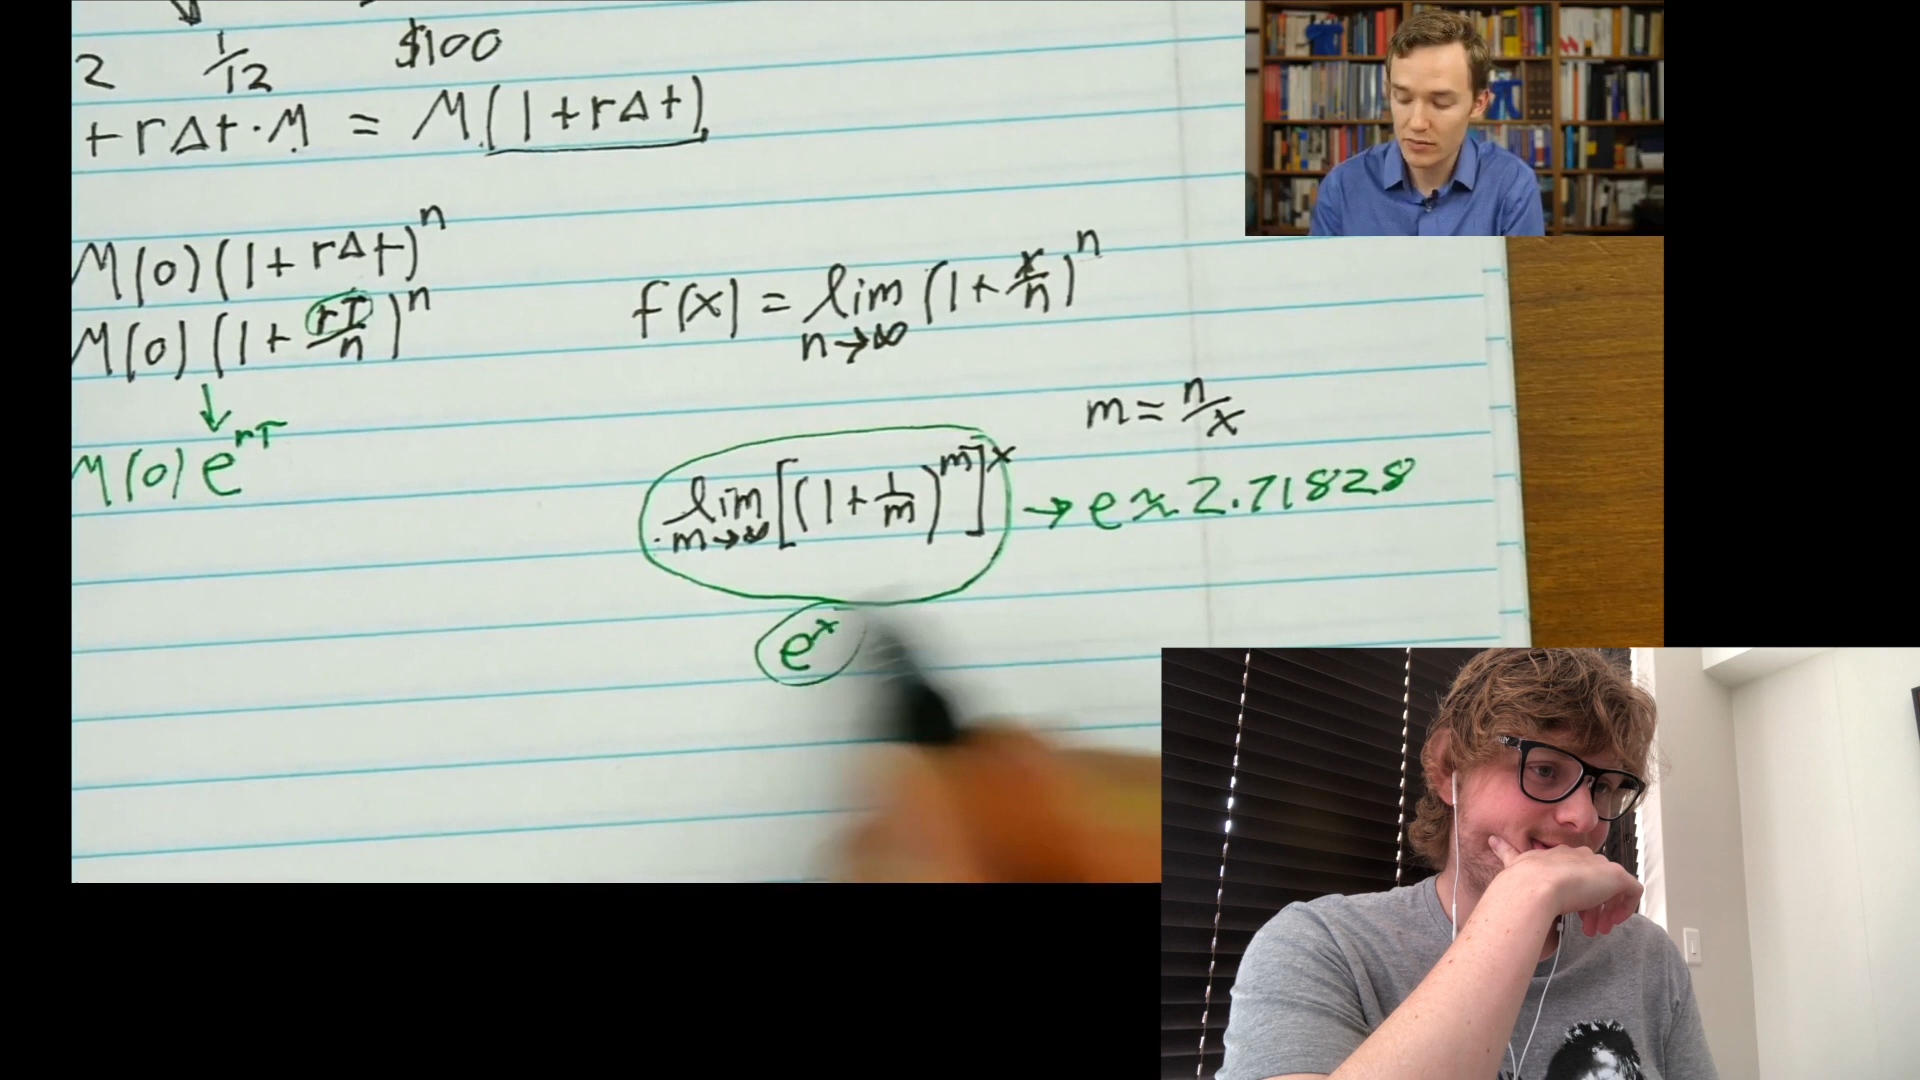 2 1/12 $100
+ rΔt·M = M(1+rΔt)
M(0)(1+rΔt)^n
M(0)(1+rT/n)^n
↓
M(0)e^rT
f(x) = lim n→∞ (1+x/n)^n
m = n/x
lim m→∞ [(1+1/m)^m]^x → e ≈ 2.71828
e^x